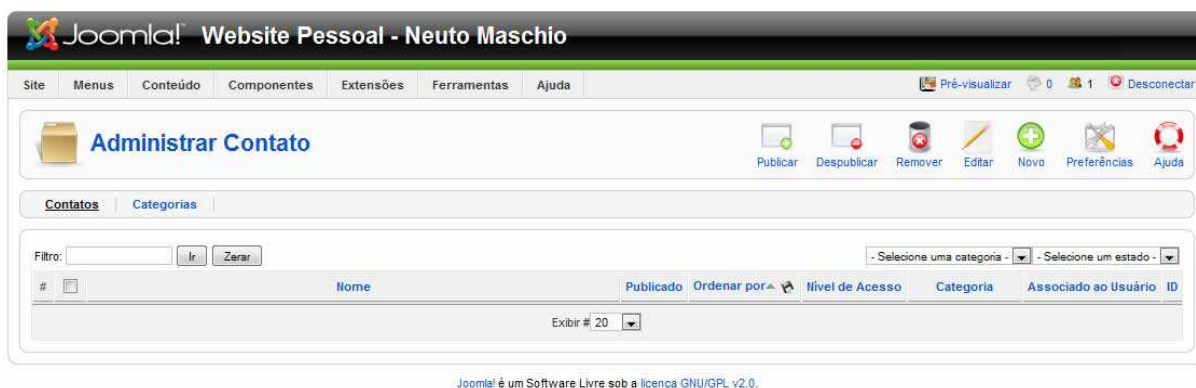 Joomla! Website Pessoal - Neuto Maschio
Site Menus Conteúdo Componentes Extensões Ferramentas Ajuda Pré-visualizar 0 1 Desconectar
Administrar Contato
Publicar Despublicar Remover Editar Novo Preferências Ajuda
Contatos Categorias
Filtro: Ir Zerar - Selecione uma categoria - - Selecione um estado -
# Nome Publicado Ordenar por Nível de Acesso Categoria Associado ao Usuário ID
Exibir # 20
Joomla! é um Software Livre sob a licenca GNU/GPL v2.0.